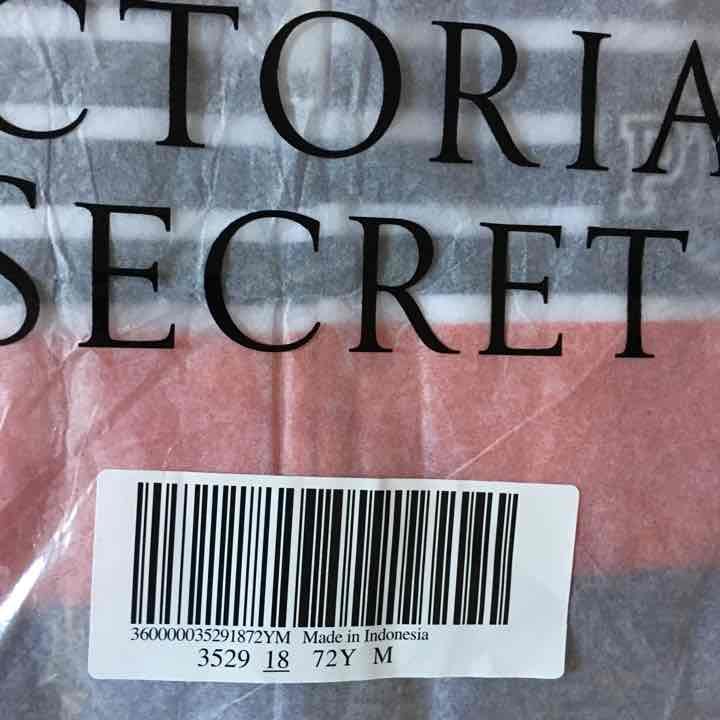 CTORIA
SECRET
P
360000035291872YM Made in Indonesia
3529 18 72Y M